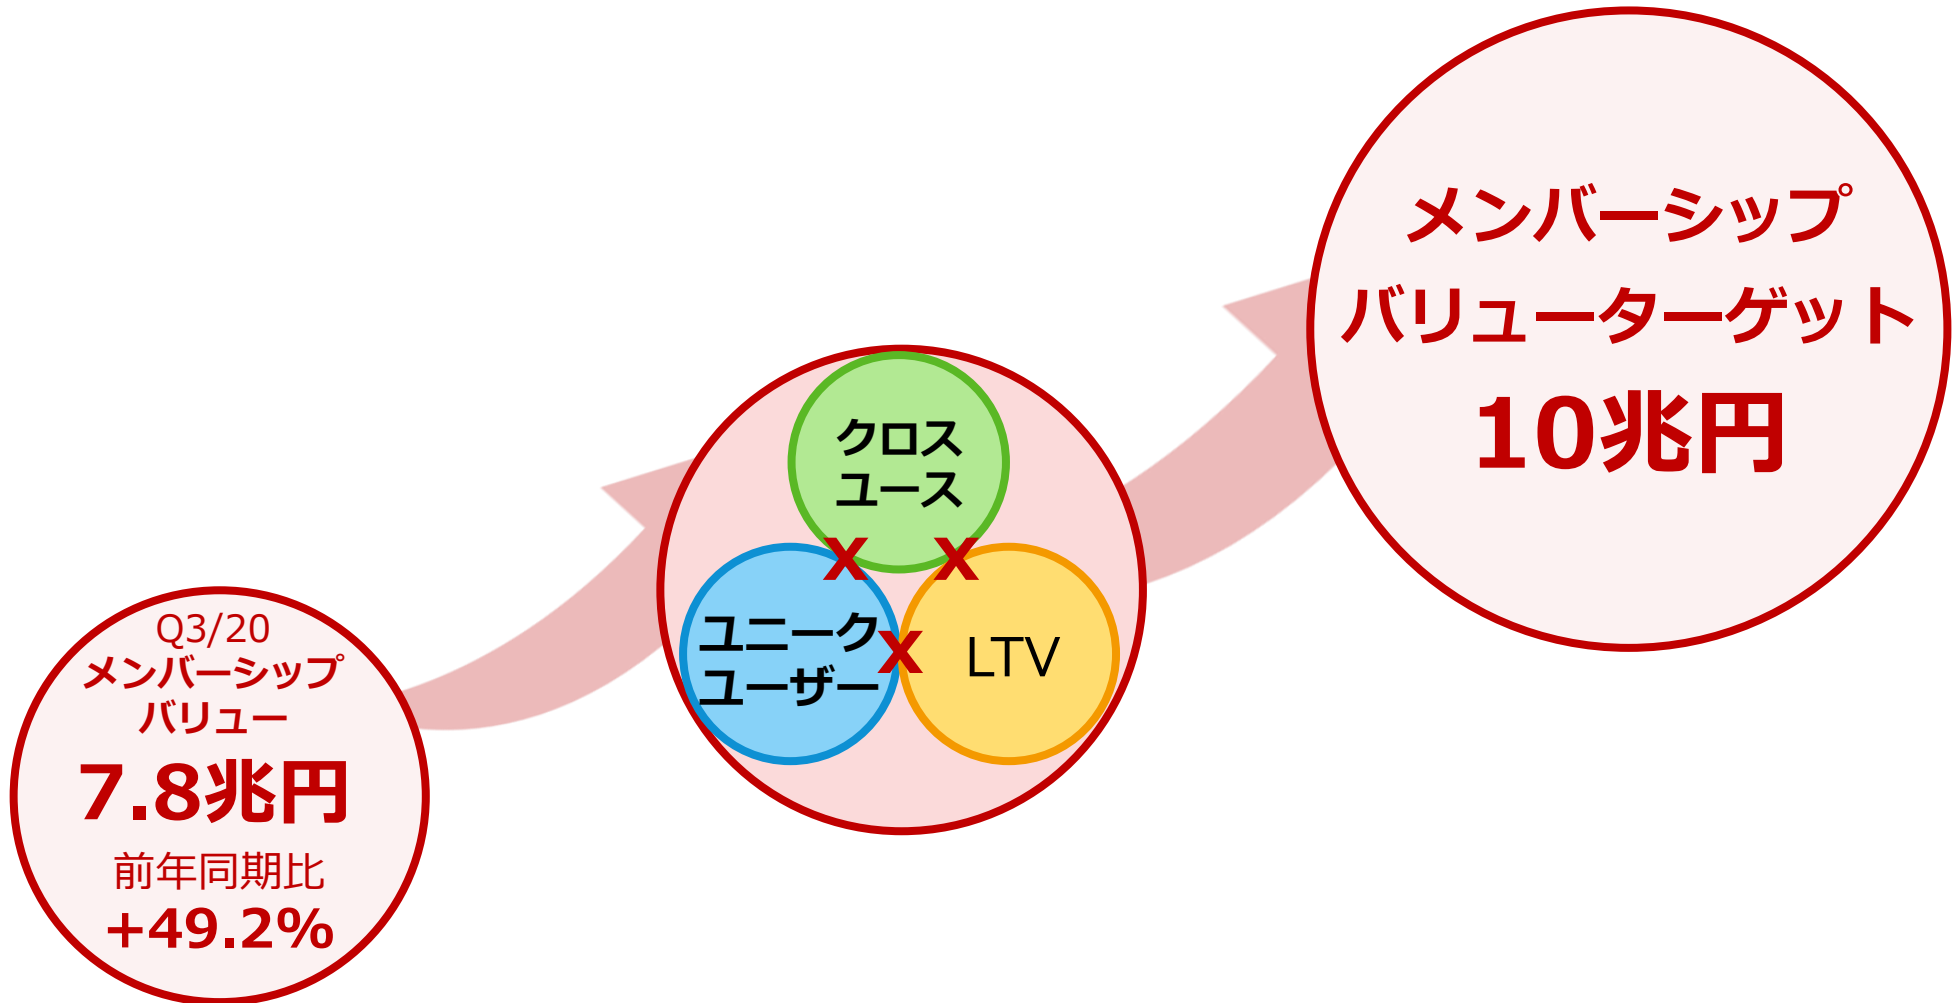 Q3/20
メンバーシップ
バリュー
7.8兆円
前年同期比
+49.2%
クロス
ユース
x x
ユニーク
ユーザー
x
LTV
メンバーシップ
バリューターゲット
10兆円